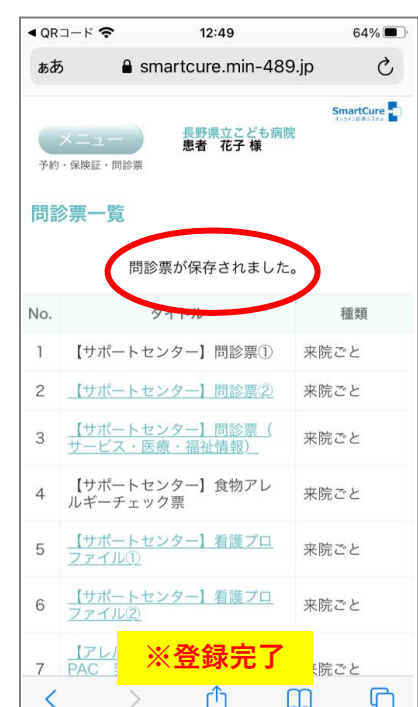 ◀ QRコード 12:49 64%
ああ smartcure.min-489.jp
SmartCure
オンライン診療システム
メニュー
長野県立こども病院
患者 花子 様
予約・保険証・問診票
問診票一覧
問診票が保存されました。
No. タイトル 種類
1 【サポートセンター】問診票① 来院ごと
2 【サポートセンター】問診票② 来院ごと
3 【サポートセンター】問診票（
サービス・医療・福祉情報） 来院ごと
4 【サポートセンター】食物アレ
ルギーチェック票 来院ごと
5 【サポートセンター】看護プロ
ファイル① 来院ごと
6 【サポートセンター】看護プロ
ファイル② 来院ごと
7 【アレル
PAC 来院ごと
※登録完了